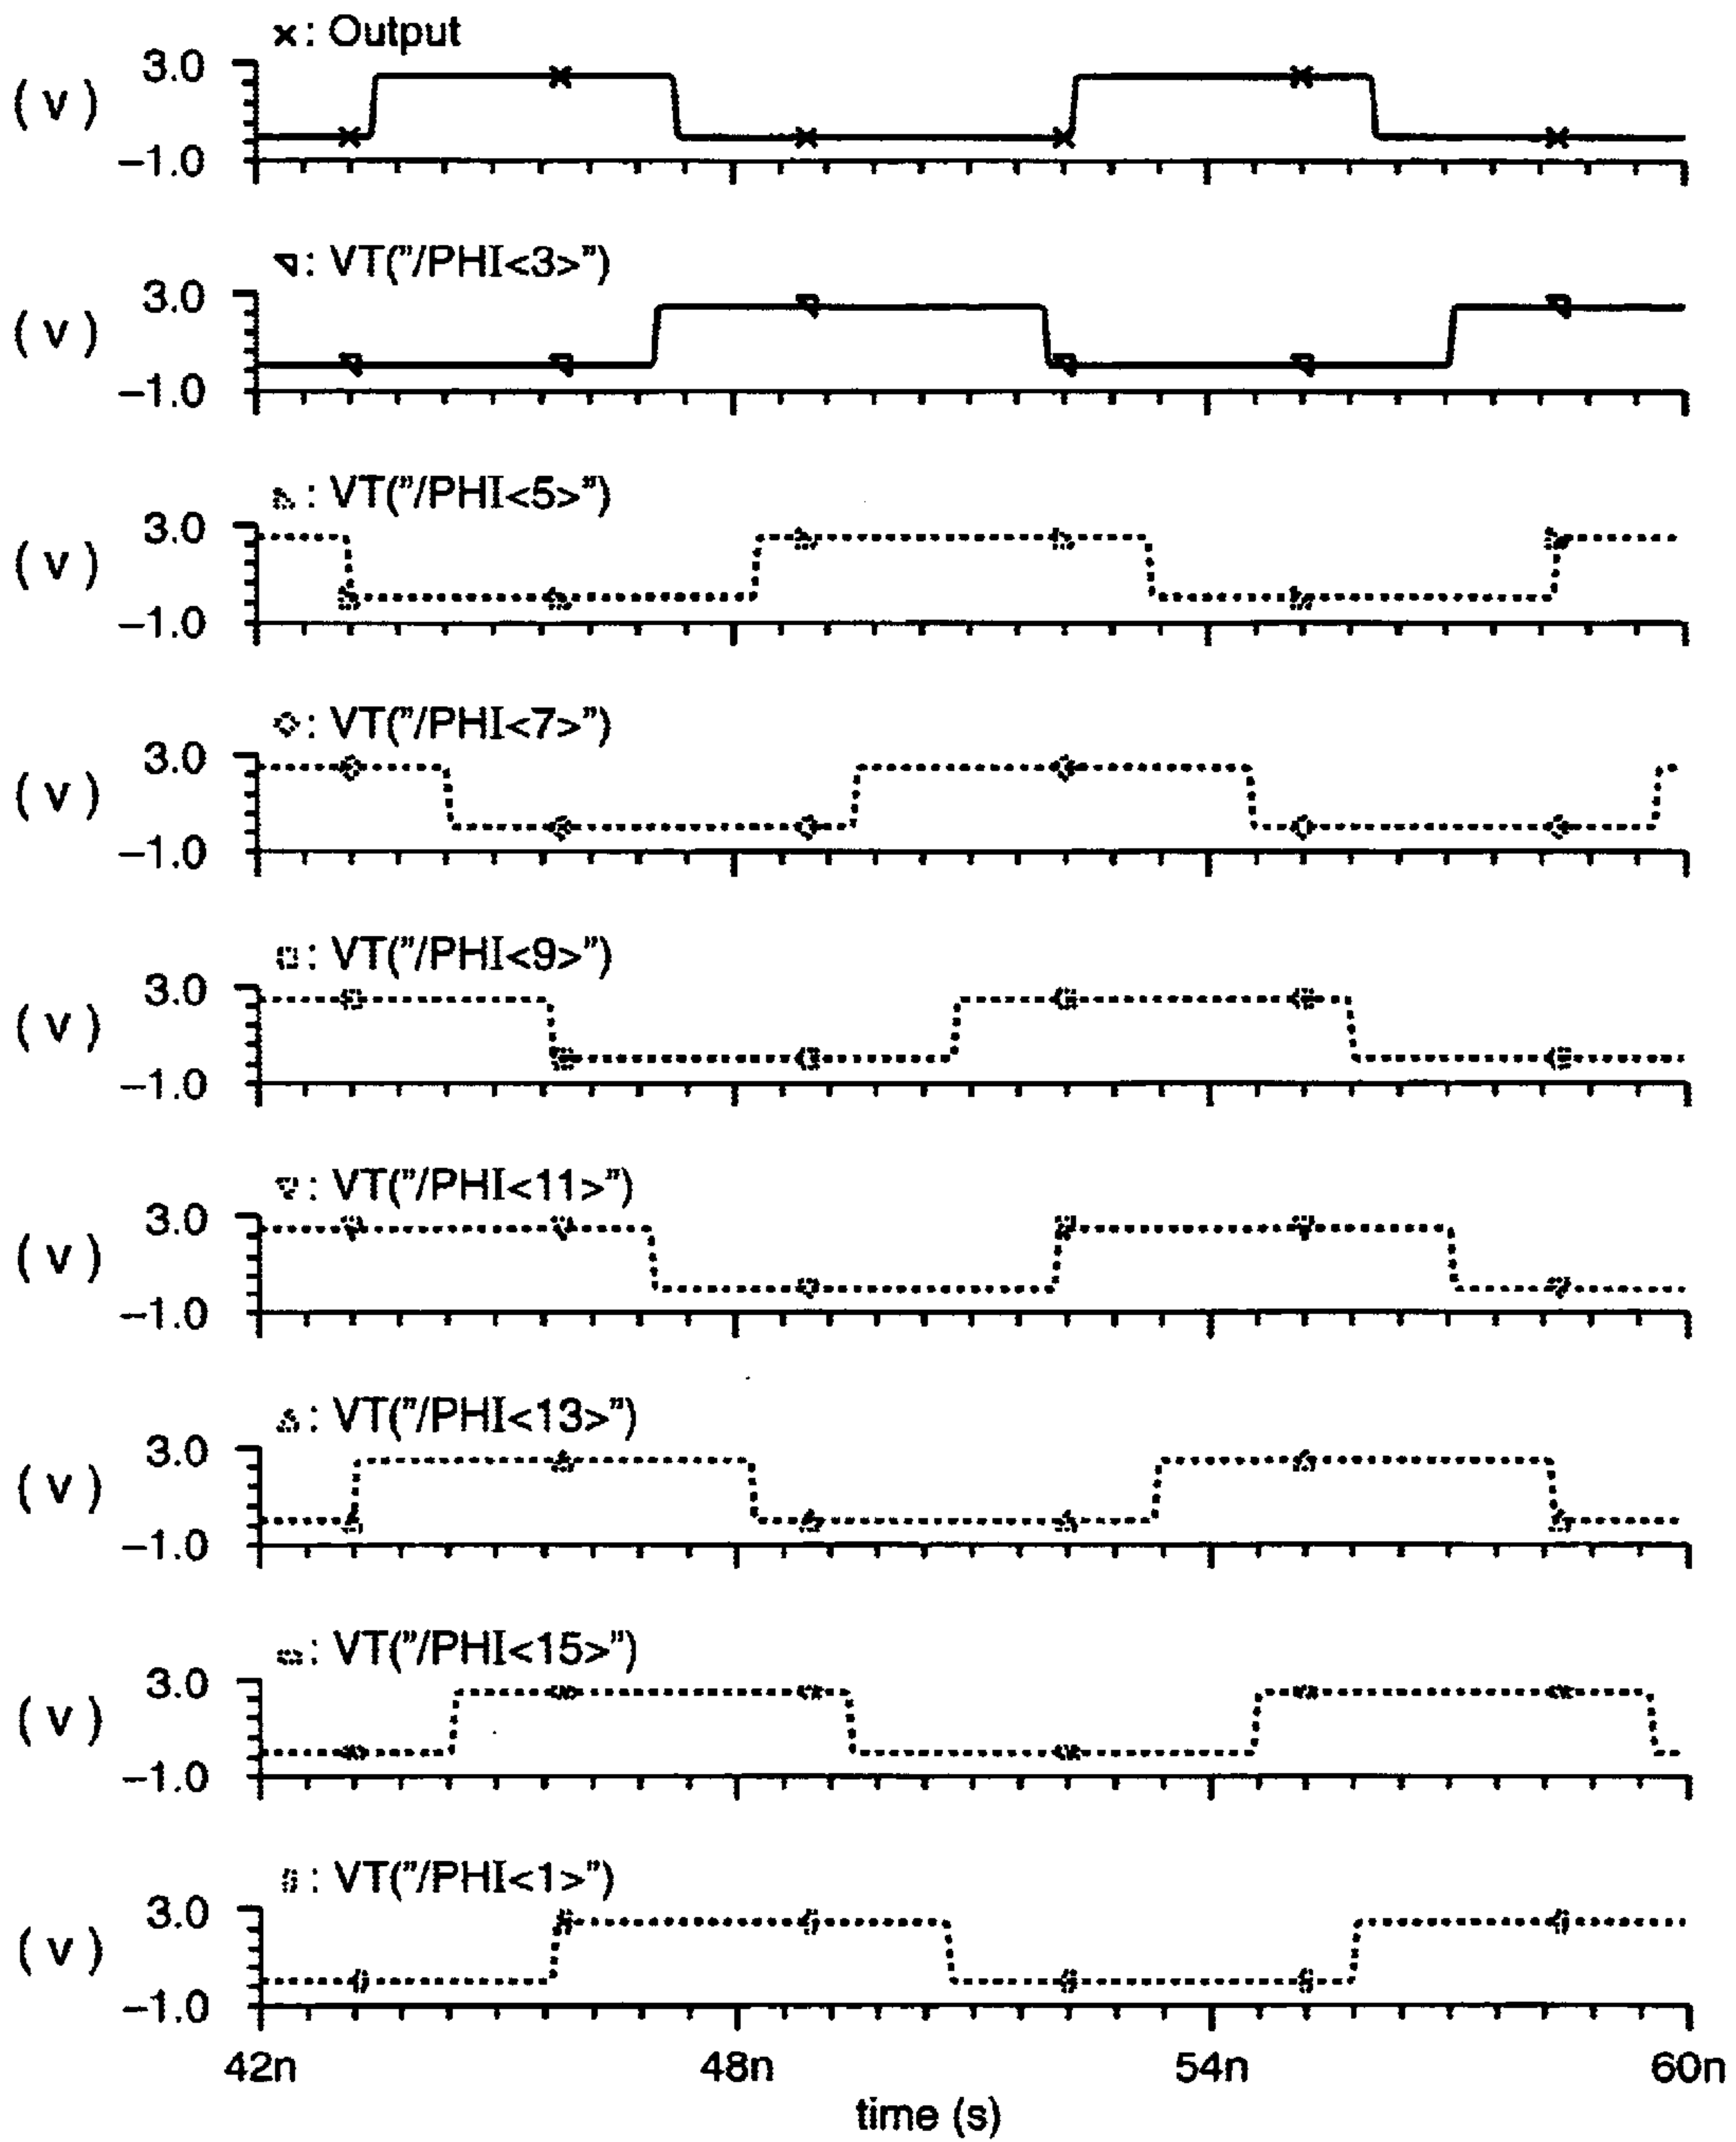 ×: Output
3.0
(v)
−1.0
VT("/PHI<3>")
3.0
(v)
−1.0
VT("/PHI<5>")
3.0
(v)
−1.0
VT("/PHI<7>")
3.0
(v)
−1.0
VT("/PHI<9>")
3.0
(v)
−1.0
VT("/PHI<11>")
3.0
(v)
−1.0
VT("/PHI<13>")
3.0
(v)
−1.0
VT("/PHI<15>")
3.0
(v)
−1.0
VT("/PHI<1>")
3.0
(v)
−1.0
42n 48n 54n 60n
time (s)